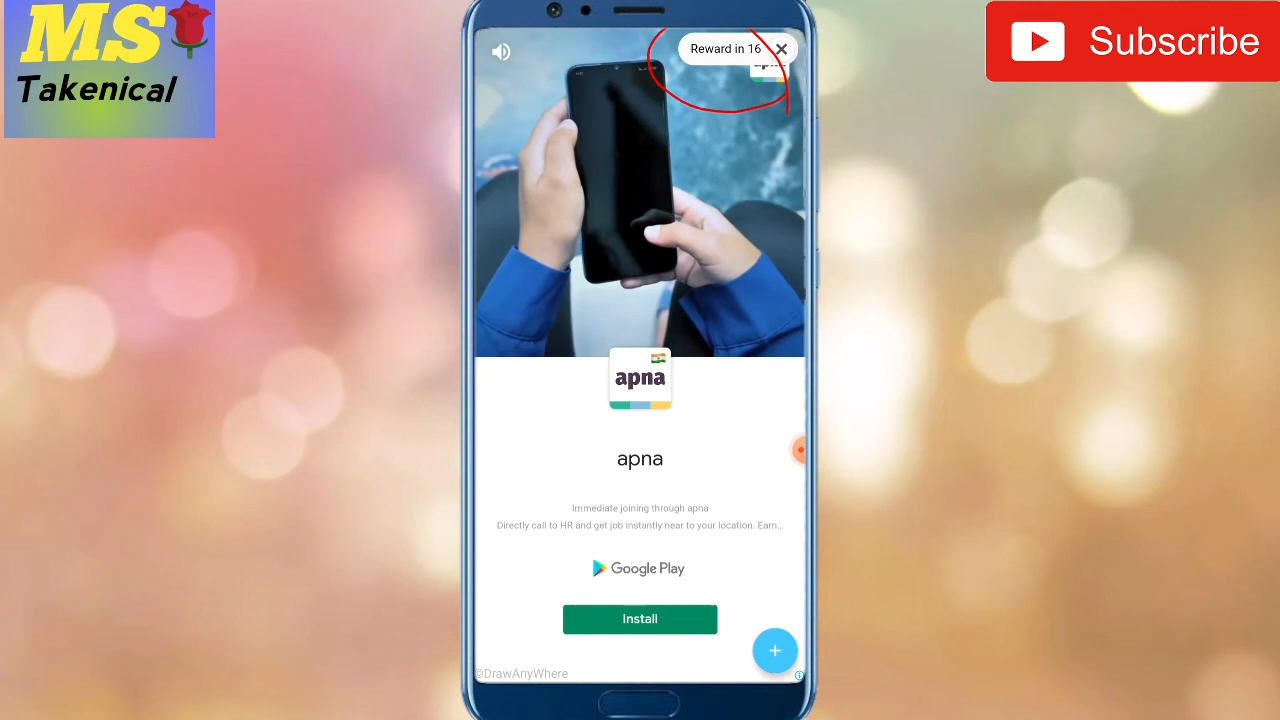 MS
Takenical
Subscribe
Reward in 16
apna
apna
Immediate joining through apna
Directly call to HR and get job instantly near to your location. Earn...
Google Play
Install
©DrawAnyWhere